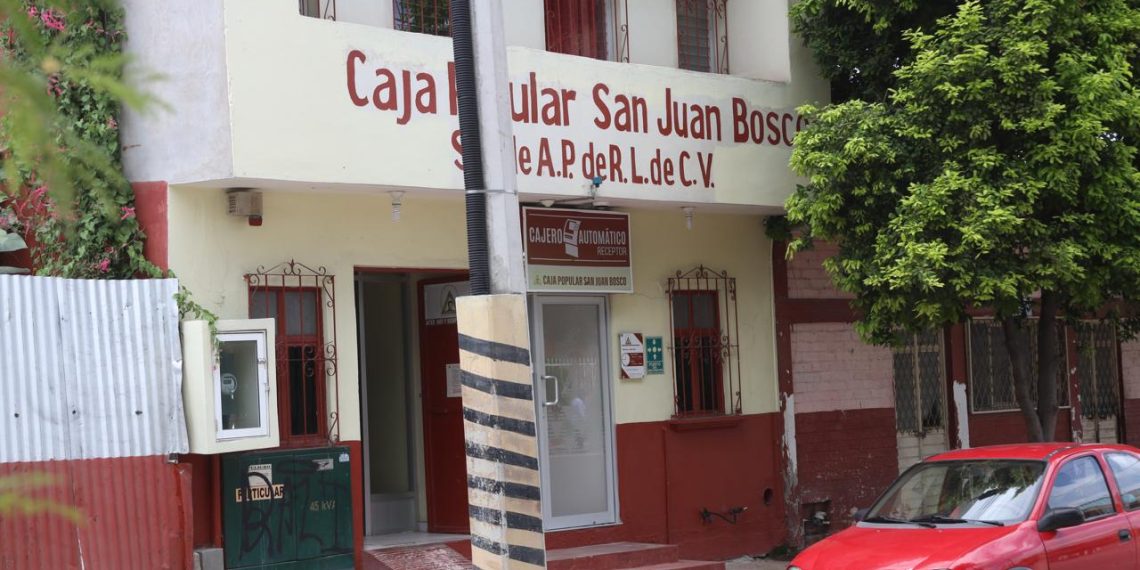 Caja Popular San Juan Bosco
S. de A.P. de R.L. de C.V.
CAJERO AUTOMÁTICO
RECEPTOR
CAJA POPULAR SAN JUAN BOSCO
PARTICULAR
45 kVA